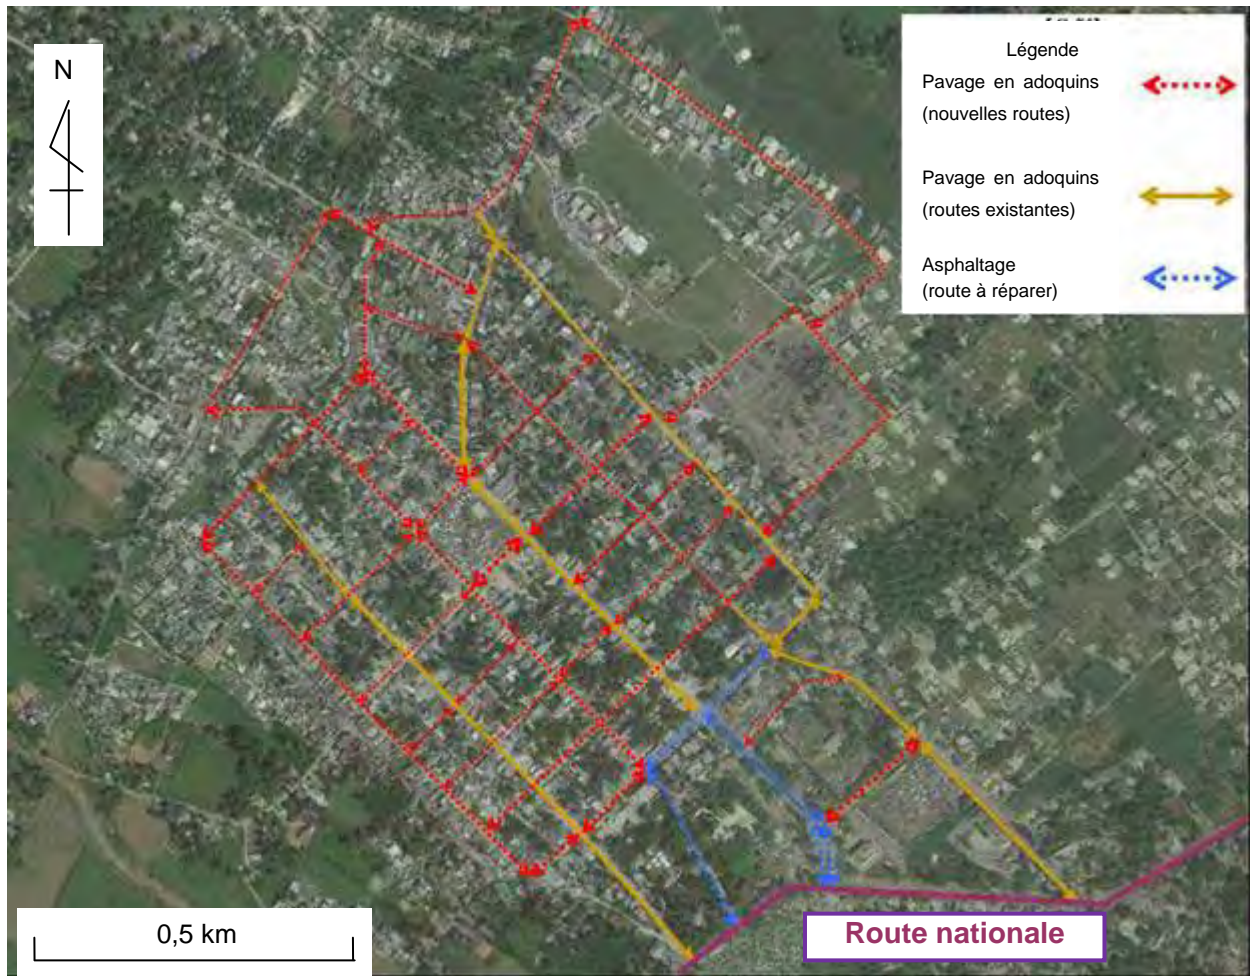 N
Légende
Pavage en adoquins
(nouvelles routes)
Pavage en adoquins
(routes existantes)
Asphaltage
(route à réparer)
0,5 km
Route nationale